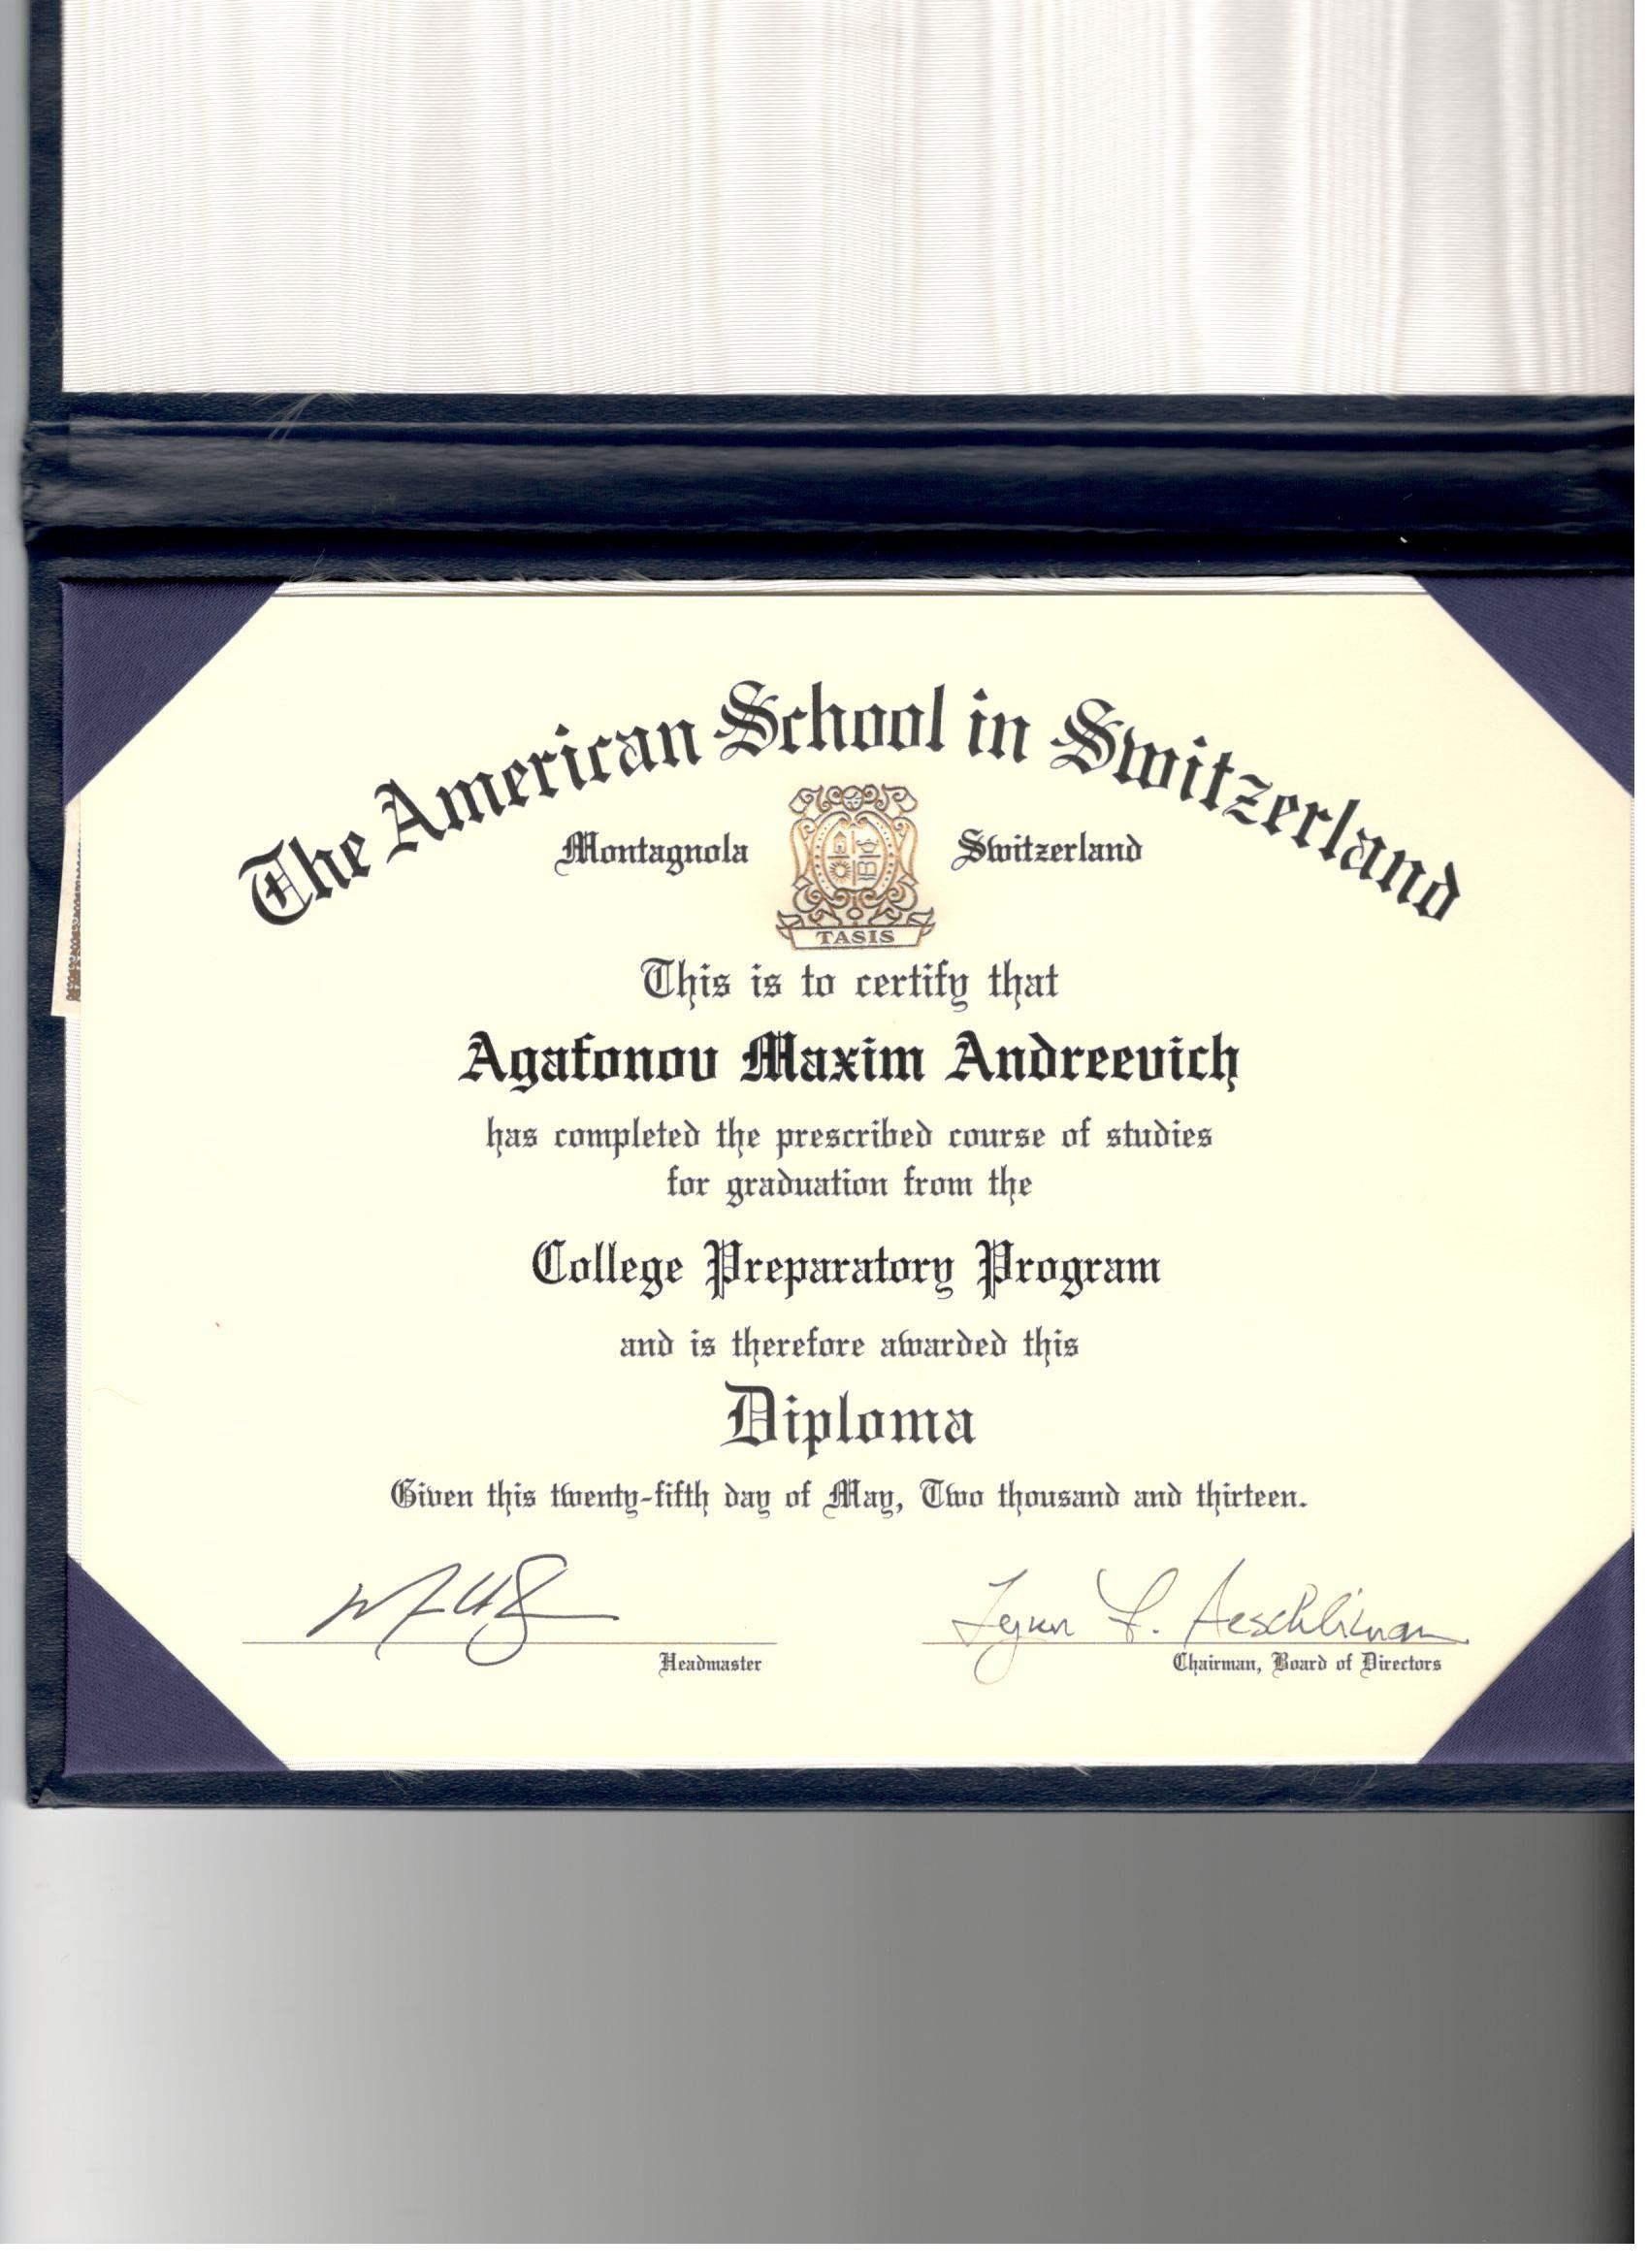 The American School in Switzerland
Montagnola Switzerland
TASIS
This is to certify that
Agafonov Maxim Andreevich
has completed the prescribed course of studies
for graduation from the
College Preparatory Program
and is therefore awarded this
Diploma
Given this twenty-fifth day of May, Two thousand and thirteen.
Lynn F. Aeschliman
Headmaster Chairman, Board of Directors